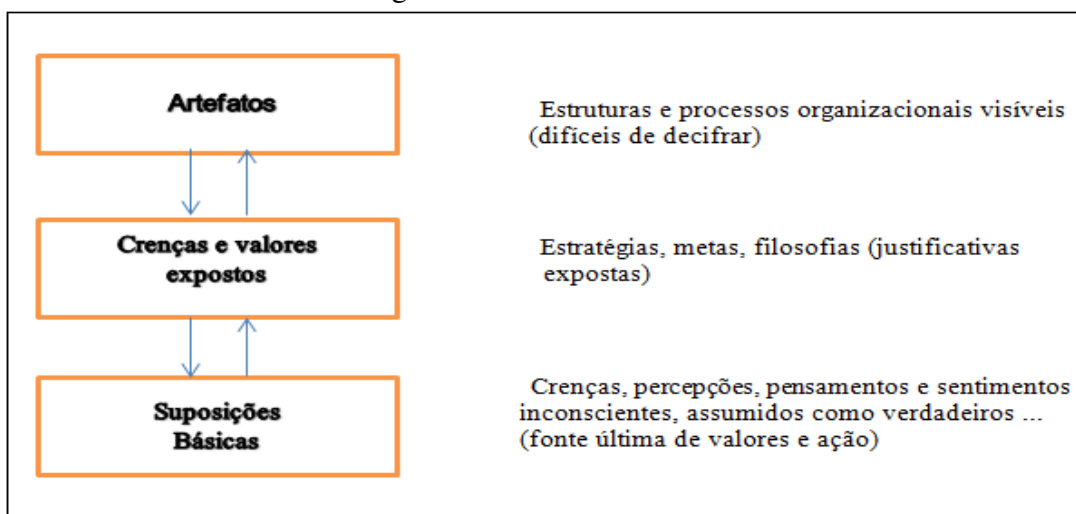 Artefatos
Estruturas e processos organizacionais visíveis
(difíceis de decifrar)
Crenças e valores
expostos
Estratégias, metas, filosofias (justificativas
expostas)
Suposições
Básicas
Crenças, percepções, pensamentos e sentimentos
inconscientes, assumidos como verdadeiros ...
(fonte última de valores e ação)